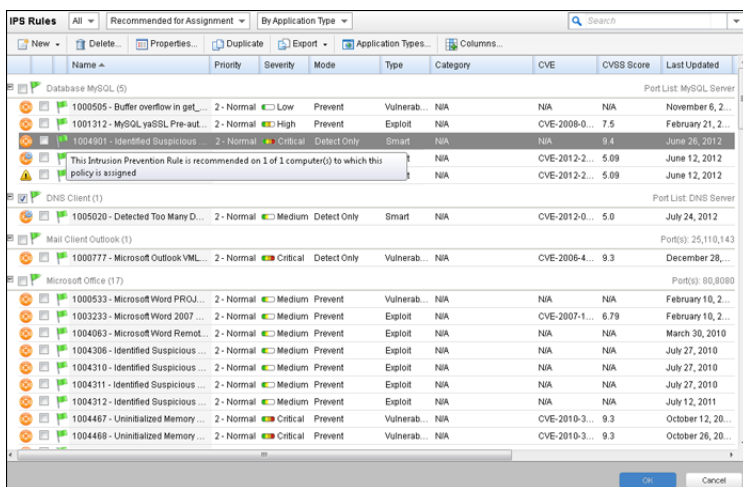 IPS Rules All Recommended for Assignment By Application Type Search
New Delete... Properties... Duplicate Export Application Types... Columns...
Name Priority Severity Mode Type Category CVE CVSS Score Last Updated
Database MySQL (5) Port List: MySQL Server
1000505 - Buffer overflow in get_... 2 - Normal Low Prevent Vulnerab... N/A N/A N/A November 6, 2...
1001312 - MySQL yaSSL Pre-aut... 2 - Normal High Prevent Exploit N/A CVE-2008-0... 7.5 February 21, 2...
1004901 - Identified Suspicious ... 2 - Normal Critical Detect Only Smart N/A N/A 9.4 June 26, 2012
This Intrusion Prevention Rule is recommended on 1 of 1 computer(s) to which this
policy is assigned
t N/A CVE-2012-2... 5.09 June 12, 2012
t N/A CVE-2012-2... 5.09 June 12, 2012
DNS Client (1) Port List: DNS Server
1005020 - Detected Too Many D... 2 - Normal Medium Detect Only Smart N/A CVE-2012-0... 5.0 July 24, 2012
Mail Client Outlook (1) Port(s): 25,110,143
1000777 - Microsoft Outlook VML... 2 - Normal Critical Detect Only Vulnerab... N/A CVE-2006-4... 9.3 December 28,...
Microsoft Office (17) Port(s): 80,8080
1000533 - Microsoft Word PROJ... 2 - Normal Medium Prevent Vulnerab... N/A N/A N/A February 10, 2...
1003233 - Microsoft Word 2007 ... 2 - Normal Medium Prevent Exploit N/A CVE-2007-1... 6.79 February 10, 2...
1004063 - Microsoft Word Remot... 2 - Normal Medium Prevent Exploit N/A N/A N/A March 30, 2010
1004306 - Identified Suspicious ... 2 - Normal Medium Prevent Exploit N/A N/A N/A July 27, 2010
1004310 - Identified Suspicious ... 2 - Normal Medium Prevent Exploit N/A N/A N/A July 27, 2010
1004311 - Identified Suspicious ... 2 - Normal Medium Prevent Exploit N/A N/A N/A July 27, 2010
1004312 - Identified Suspicious ... 2 - Normal Medium Prevent Exploit N/A N/A N/A July 12, 2011
1004467 - Uninitialized Memory ... 2 - Normal Critical Prevent Vulnerab... N/A CVE-2010-3... 9.3 October 12, 20...
1004468 - Uninitialized Memory ... 2 - Normal Critical Prevent Vulnerab... N/A CVE-2010-3... 9.3 October 26, 20...
OK Cancel